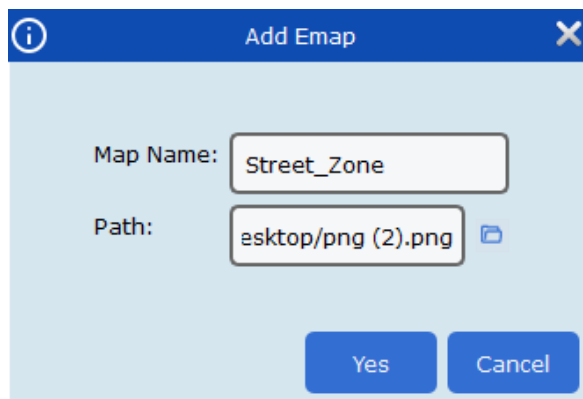 Add Emap
Map Name: Street_Zone
Path: esktop/png (2).png
Yes Cancel